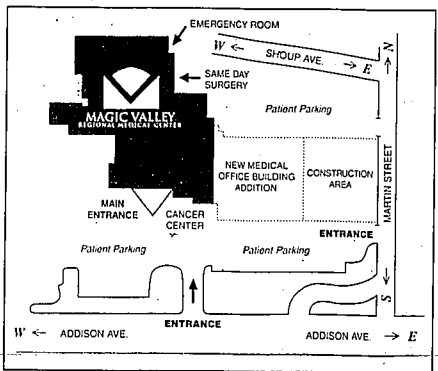 EMERGENCY ROOM
W ← SHOUP AVE. → E
N
SAME DAY
SURGERY
Patient Parking
MAGIC VALLEY
REGIONAL MEDICAL CENTER
NEW MEDICAL
OFFICE BUILDING
ADDITION
CONSTRUCTION
AREA
MARTIN STREET
MAIN
ENTRANCE
CANCER
CENTER
ENTRANCE
Patient Parking
Patient Parking
S
ENTRANCE
W ← ADDISON AVE.
ADDISON AVE. → E